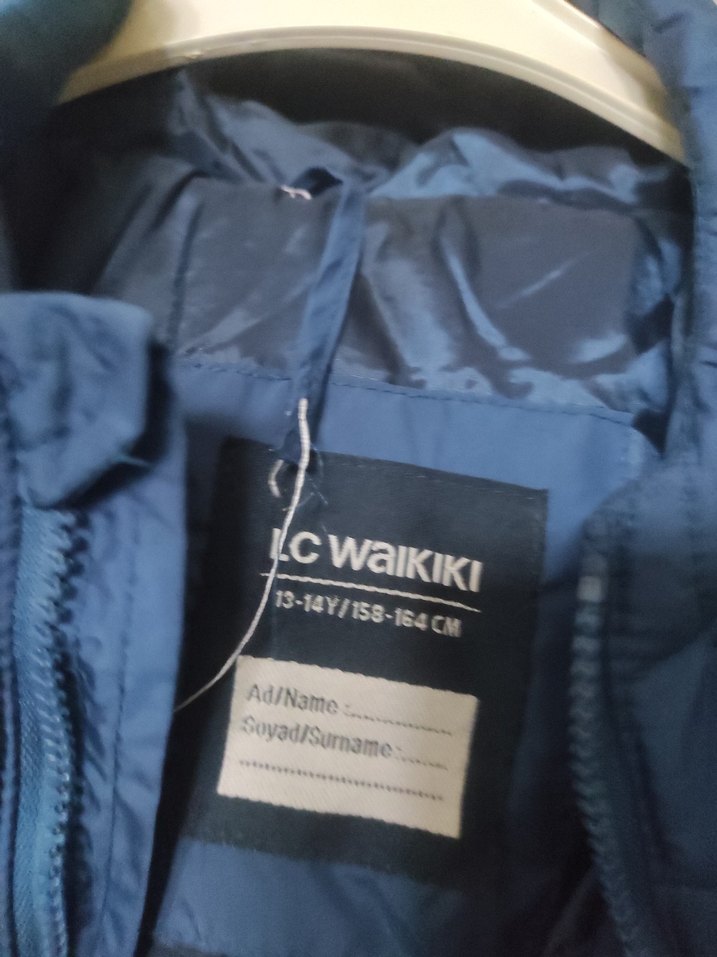 LC WAIKIKI
13-14Y/158-164 CM
Ad/Name :..................
Soyad/Surname:........
....................................